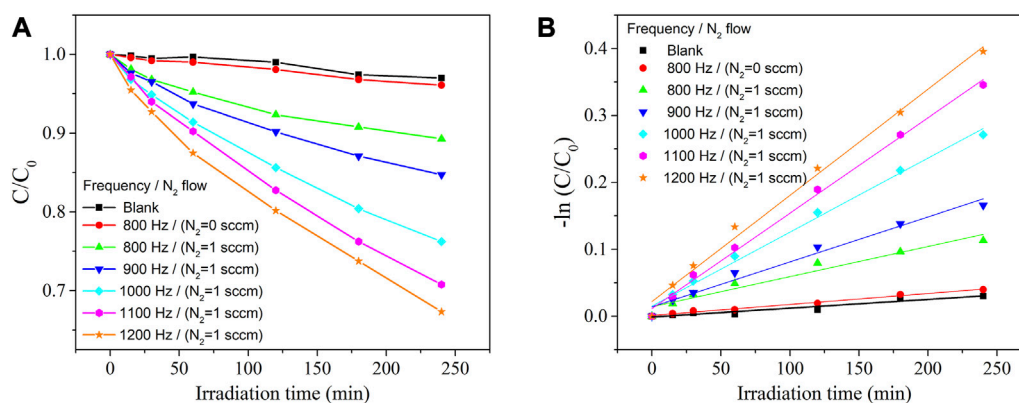 A
C/C0
1.0
0.9
0.8
0.7
Frequency / N2 flow
Blank
800 Hz / (N2=0 sccm)
800 Hz / (N2=1 sccm)
900 Hz / (N2=1 sccm)
1000 Hz / (N2=1 sccm)
1100 Hz / (N2=1 sccm)
1200 Hz / (N2=1 sccm)
0 50 100 150 200 250
Irradiation time (min)
B
-ln (C/C0)
0.4
0.3
0.2
0.1
0.0
Frequency / N2 flow
Blank
800 Hz / (N2=0 sccm)
800 Hz / (N2=1 sccm)
900 Hz / (N2=1 sccm)
1000 Hz / (N2=1 sccm)
1100 Hz / (N2=1 sccm)
1200 Hz / (N2=1 sccm)
0 50 100 150 200 250
Irradiation time (min)